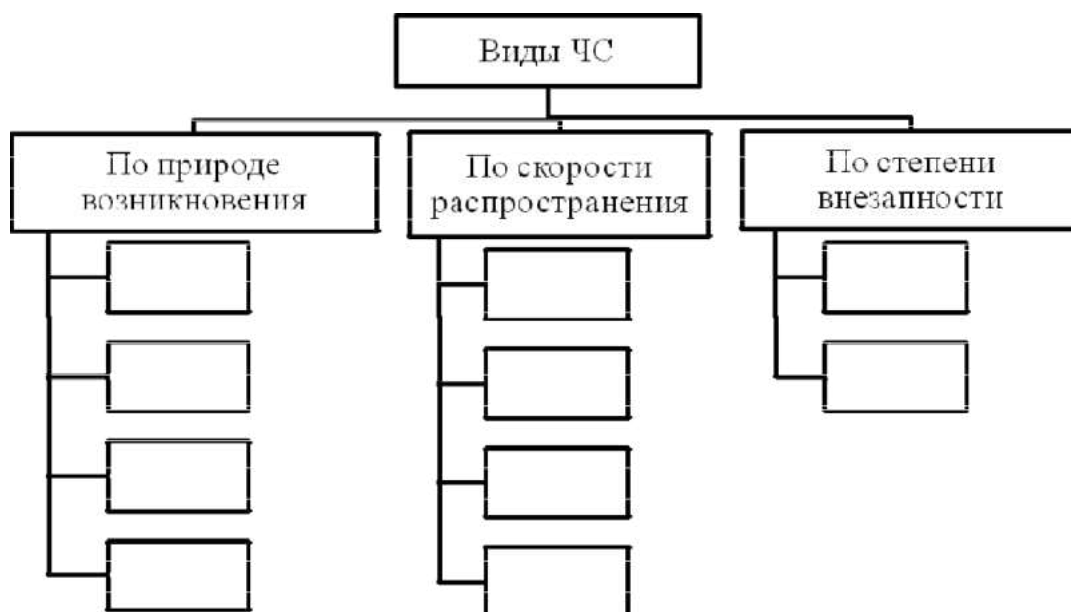 Виды ЧС
По природе
возникновения
По скорости
распространения
По степени
внезапности